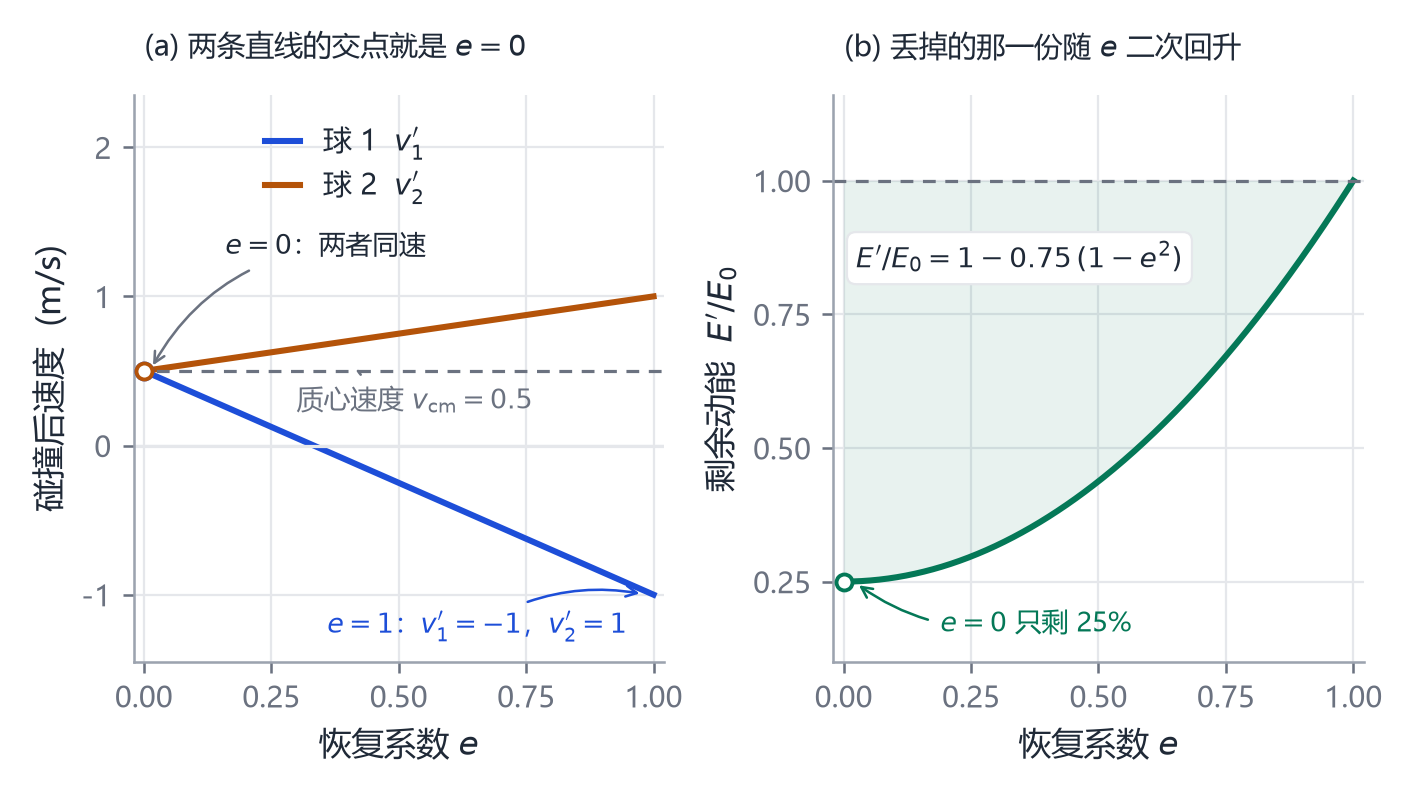 (a) 两条直线的交点就是 e = 0
球 1 v′₁
球 2 v′₂
e = 0：两者同速
质心速度 v_cm = 0.5
e = 1：v′₁ = −1，v′₂ = 1
2
1
0
-1
0.00 0.25 0.50 0.75 1.00
碰撞后速度 (m/s)
恢复系数 e
(b) 丢掉的那一份随 e 二次回升
E′/E₀ = 1 − 0.75 (1 − e²)
e = 0 只剩 25%
1.00
0.75
0.50
0.25
0.00 0.25 0.50 0.75 1.00
剩余动能 E′/E₀
恢复系数 e